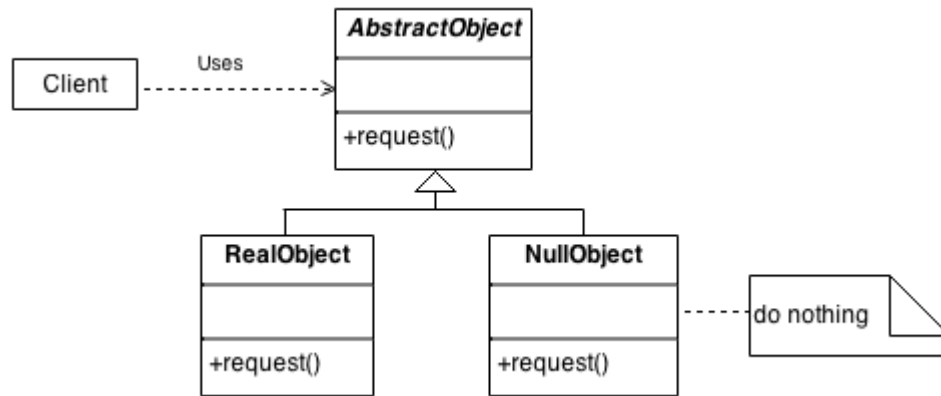 AbstractObject
Uses
Client
+request()
RealObject
NullObject
do nothing
+request()
+request()